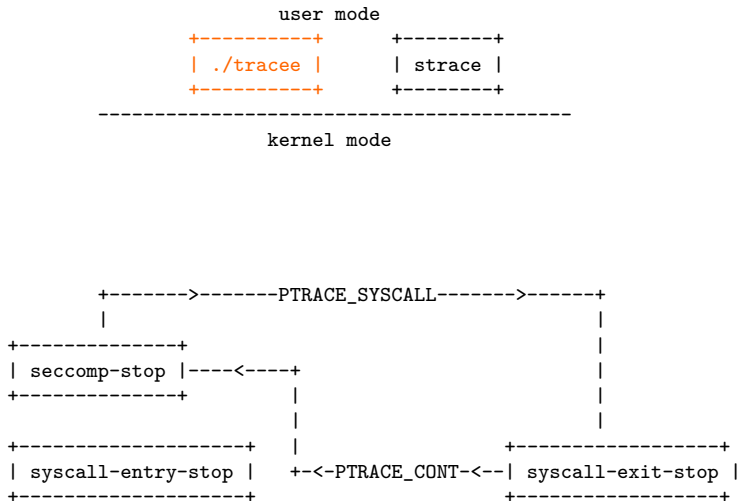 user mode
+----------+      +--------+
| ./tracee |      | strace |
+----------+      +--------+
------------------------------------------
kernel mode
+------->-------PTRACE_SYSCALL------->------+
|                                           |
+--------------+                                    |
| seccomp-stop |----<----+                          |
+--------------+         |                          |
|                          |
+--------------------+   |                  +------------------+
| syscall-entry-stop |   +-<-PTRACE_CONT-<--| syscall-exit-stop |
+--------------------+                      +------------------+